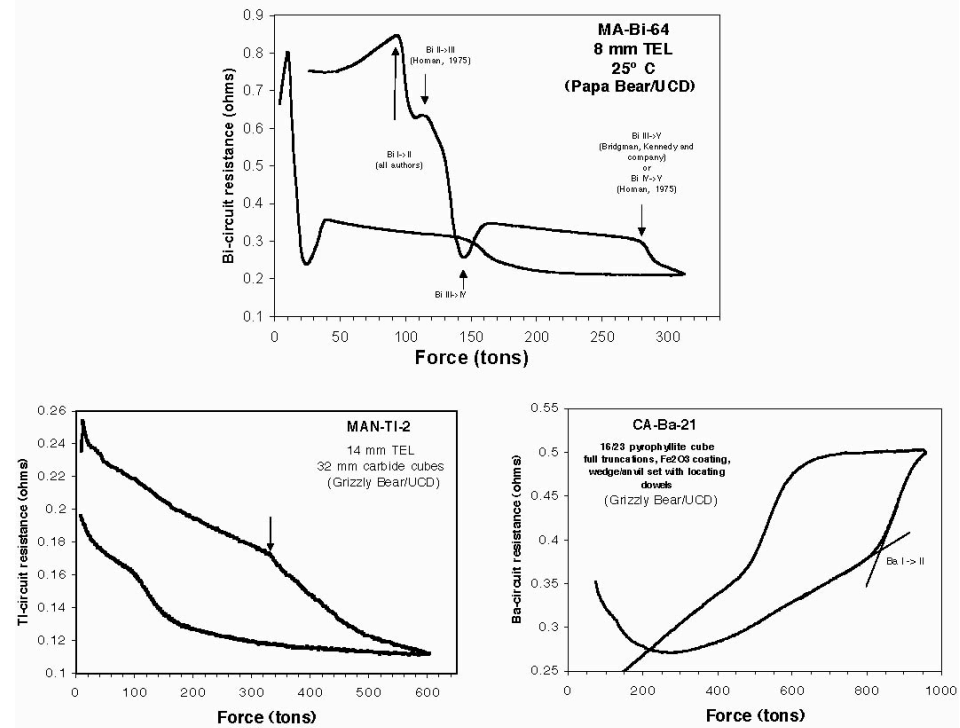 MA-Bi-64
8 mm TEL
25º C
(Papa Bear/UCD)
Bi II->III
(Homan, 1975)
Bi I->II
(all authors)
Bi III->V
(Bridgman, Kennedy and
company)
or
Bi IV->V
(Homan, 1975)
Bi III->IV
Bi-circuit resistance (ohms)
0.9
0.8
0.7
0.6
0.5
0.4
0.3
0.2
0.1
0 50 100 150 200 250 300
Force (tons)
MAN-Tl-2
14 mm TEL
32 mm carbide cubes
(Grizzly Bear/UCD)
Tl-circuit resistance (ohms)
0.26
0.24
0.22
0.2
0.18
0.16
0.14
0.12
0.1
0 100 200 300 400 500 600
Force (tons)
CA-Ba-21
16/23 pyrophyllite cube
full truncations, Fe2O3 coating,
wedge/anvil set with locating
dowels
(Grizzly Bear/UCD)
Ba I -> II
Ba-circuit resistance (ohms)
0.55
0.5
0.45
0.4
0.35
0.3
0.25
0 200 400 600 800 1000
Force (tons)